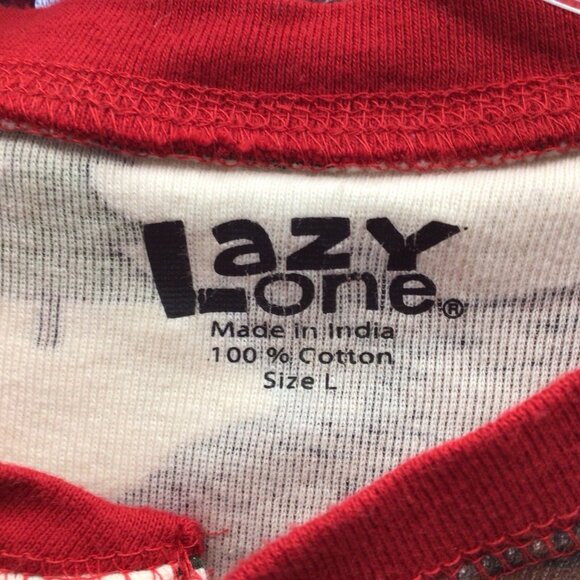 Lazy
one®
Made in India
100 % Cotton
Size L